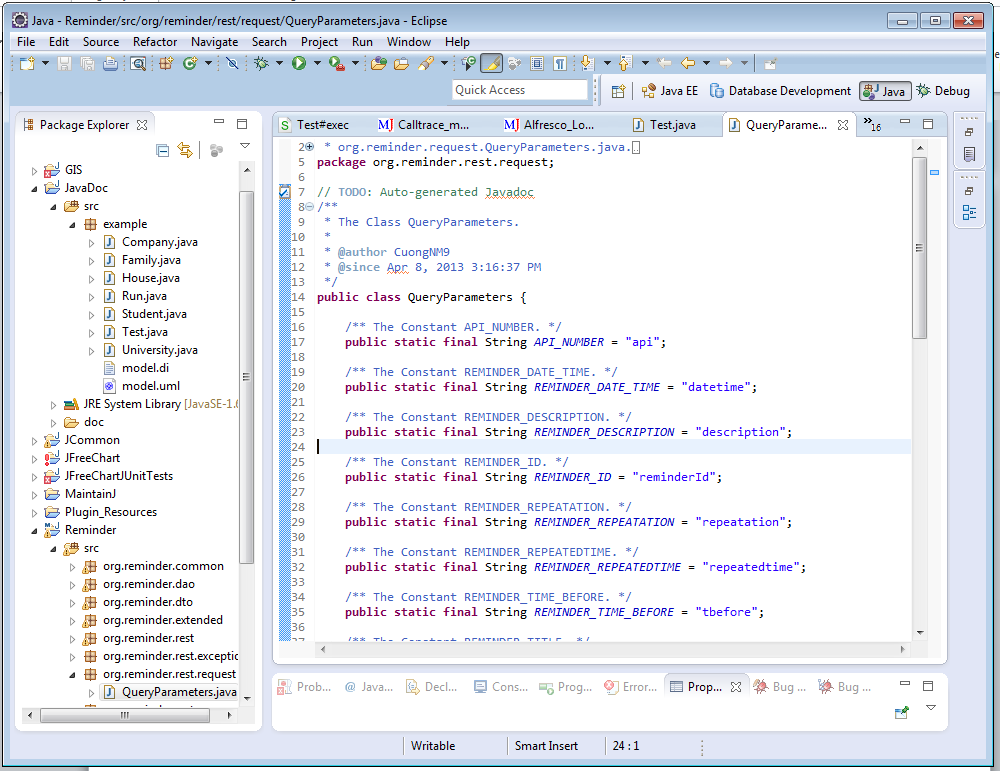 Java - Reminder/src/org/reminder/rest/request/QueryParameters.java - Eclipse
File Edit Source Refactor Navigate Search Project Run Window Help
Quick Access
Java EE Database Development Java Debug
Package Explorer
GIS
JavaDoc
src
example
Company.java
Family.java
House.java
Run.java
Student.java
Test.java
University.java
model.di
model.uml
JRE System Library [JavaSE-1.6
doc
JCommon
JFreeChart
JFreeChartJUnitTests
MaintainJ
Plugin_Resources
Reminder
src
org.reminder.common
org.reminder.dao
org.reminder.dto
org.reminder.extended
org.reminder.rest
org.reminder.rest.exceptic
org.reminder.rest.request
QueryParameters.java
Test#exec Calltrace_m... Alfresco_Lo... Test.java QueryParame... »16
2 * org.reminder.request.QueryParameters.java.
5 package org.reminder.rest.request;
6
7 // TODO: Auto-generated Javadoc
8 /**
9 * The Class QueryParameters.
10 *
11 * @author CuongNM9
12 * @since Apr 8, 2013 3:16:37 PM
13 */
14 public class QueryParameters {
15
16 /** The Constant API_NUMBER. */
17 public static final String API_NUMBER = "api";
18
19 /** The Constant REMINDER_DATE_TIME. */
20 public static final String REMINDER_DATE_TIME = "datetime";
21
22 /** The Constant REMINDER_DESCRIPTION. */
23 public static final String REMINDER_DESCRIPTION = "description";
24
25 /** The Constant REMINDER_ID. */
26 public static final String REMINDER_ID = "reminderId";
27
28 /** The Constant REMINDER_REPEATATION. */
29 public static final String REMINDER_REPEATATION = "repeatation";
30
31 /** The Constant REMINDER_REPEATEDTIME. */
32 public static final String REMINDER_REPEATEDTIME = "repeatedtime";
33
34 /** The Constant REMINDER_TIME_BEFORE. */
35 public static final String REMINDER_TIME_BEFORE = "tbefore";
36
37 /** The Constant REMINDER_TITLE. */
Prob... Java... Decl... Cons... Prog... Error... Prop... Bug ... Bug ...
Writable Smart Insert 24 : 1